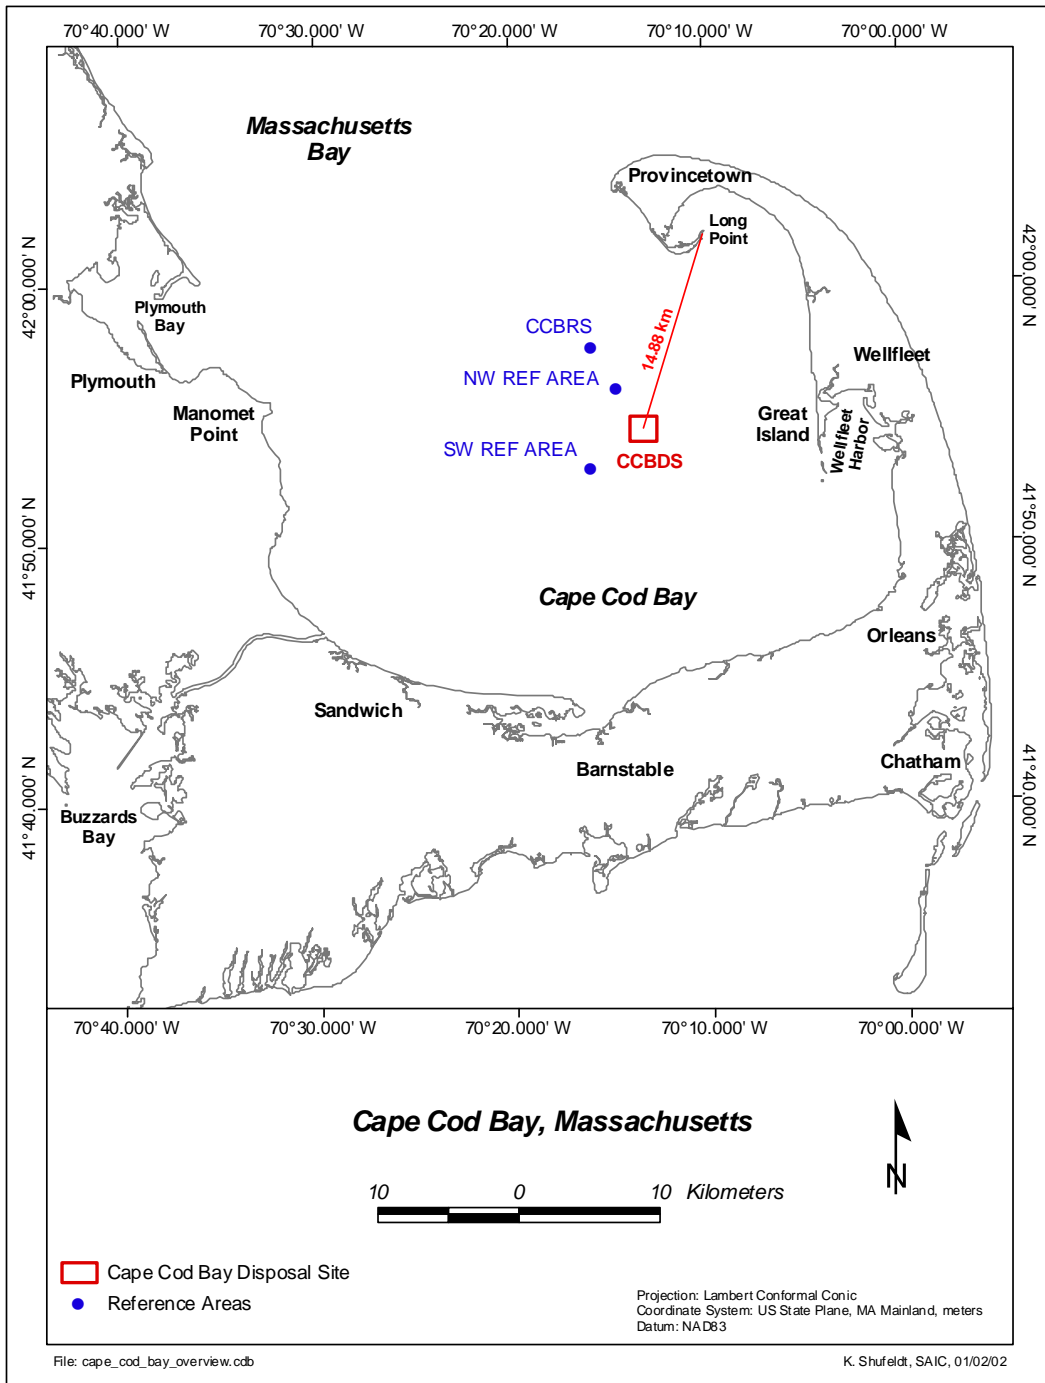 70°40.000' W
70°30.000' W
70°20.000' W
70°10.000' W
70°00.000' W
Massachusetts
Bay
Provincetown
Long
Point
42°00.000' N
42°00.000' N
Plymouth
Bay
CCBRS
14.88 km
Wellfleet
Plymouth
NW REF AREA
Manomet
Point
Great
Island
Wellfleet
Harbor
SW REF AREA
CCBDS
41°50.000' N
41°50.000' N
Cape Cod Bay
Orleans
Sandwich
Barnstable
Chatham
41°40.000' N
41°40.000' N
Buzzards
Bay
70°40.000' W
70°30.000' W
70°20.000' W
70°10.000' W
70°00.000' W
Cape Cod Bay, Massachusetts
N
10 0 10 Kilometers
Cape Cod Bay Disposal Site
Reference Areas
Projection: Lambert Conformal Conic
Coordinate System: US State Plane, MA Mainland, meters
Datum: NAD83
File: cape_cod_bay_overview.cdb
K. Shufeldt, SAIC, 01/02/02